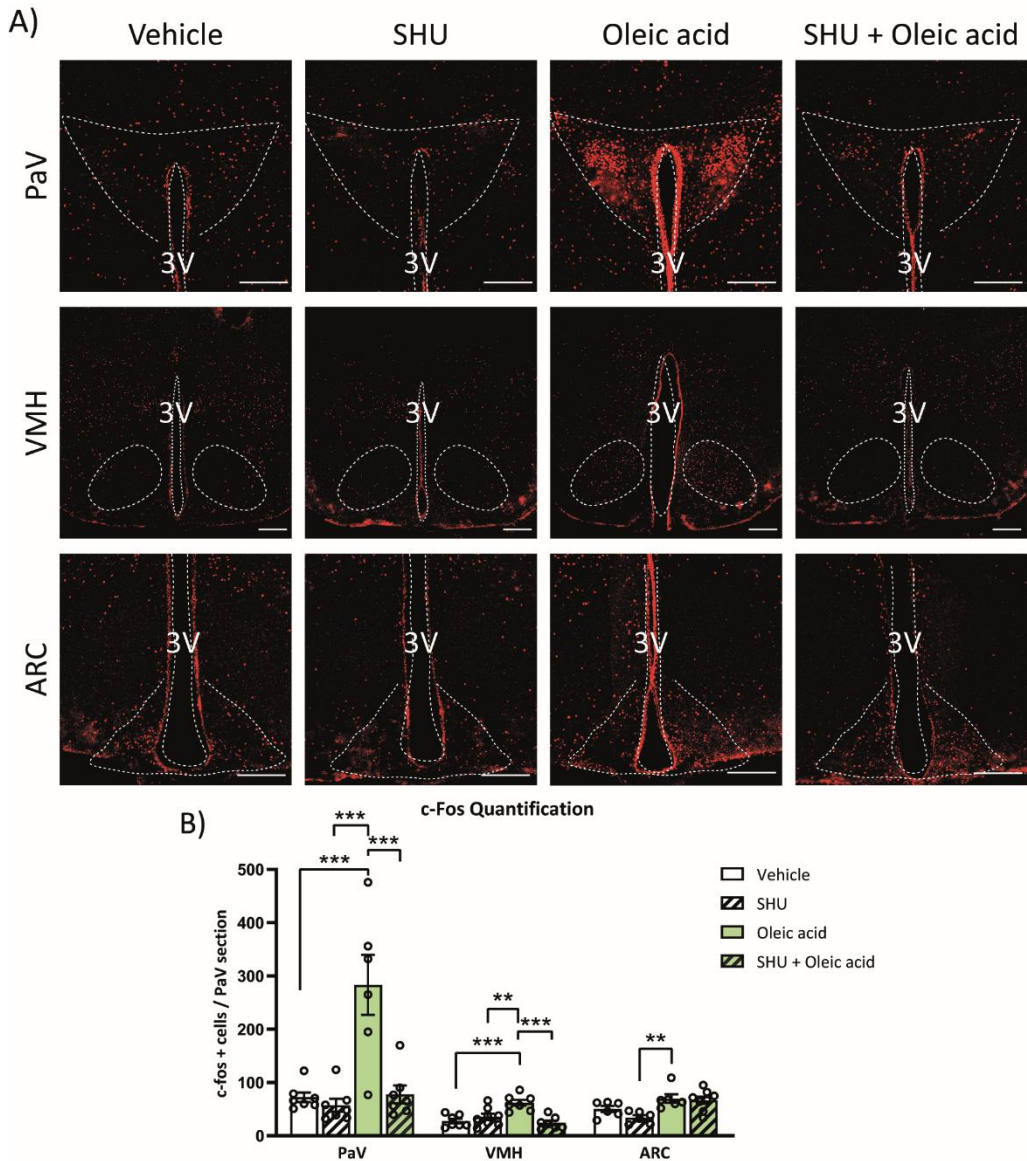 A)
Vehicle SHU Oleic acid SHU + Oleic acid
PaV
3V 3V 3V 3V
VMH
3V 3V 3V 3V
ARC
3V 3V 3V 3V
B)
c-Fos Quantification
c-fos + cells / PaV section
500
400
300
200
100
0
*** *** ***
** *** ***
**
PaV VMH ARC
Vehicle
SHU
Oleic acid
SHU + Oleic acid